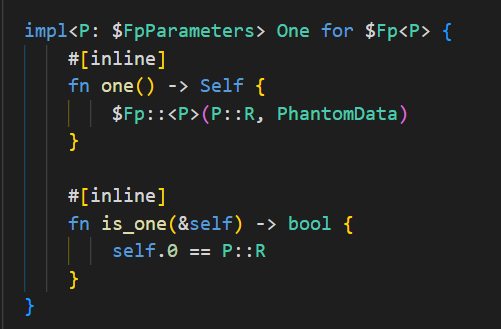 impl<P: $FpParameters> One for $Fp<P> {
    #[inline]
    fn one() -> Self {
        $Fp::<P>(P::R, PhantomData)
    }

    #[inline]
    fn is_one(&self) -> bool {
        self.0 == P::R
    }
}